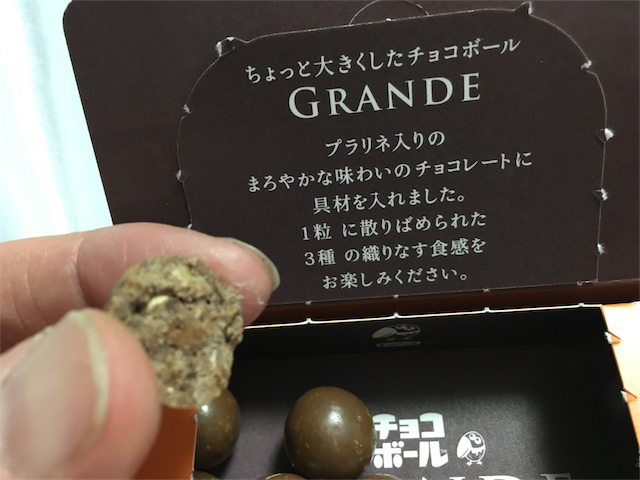 ちょっと大きくしたチョコボール
GRANDE
プラリネ入りの
まろやかな味わいのチョコレートに
具材を入れました。
1粒 に散りばめられた
3種 の織りなす食感を
お楽しみください。
チョコ
ボール